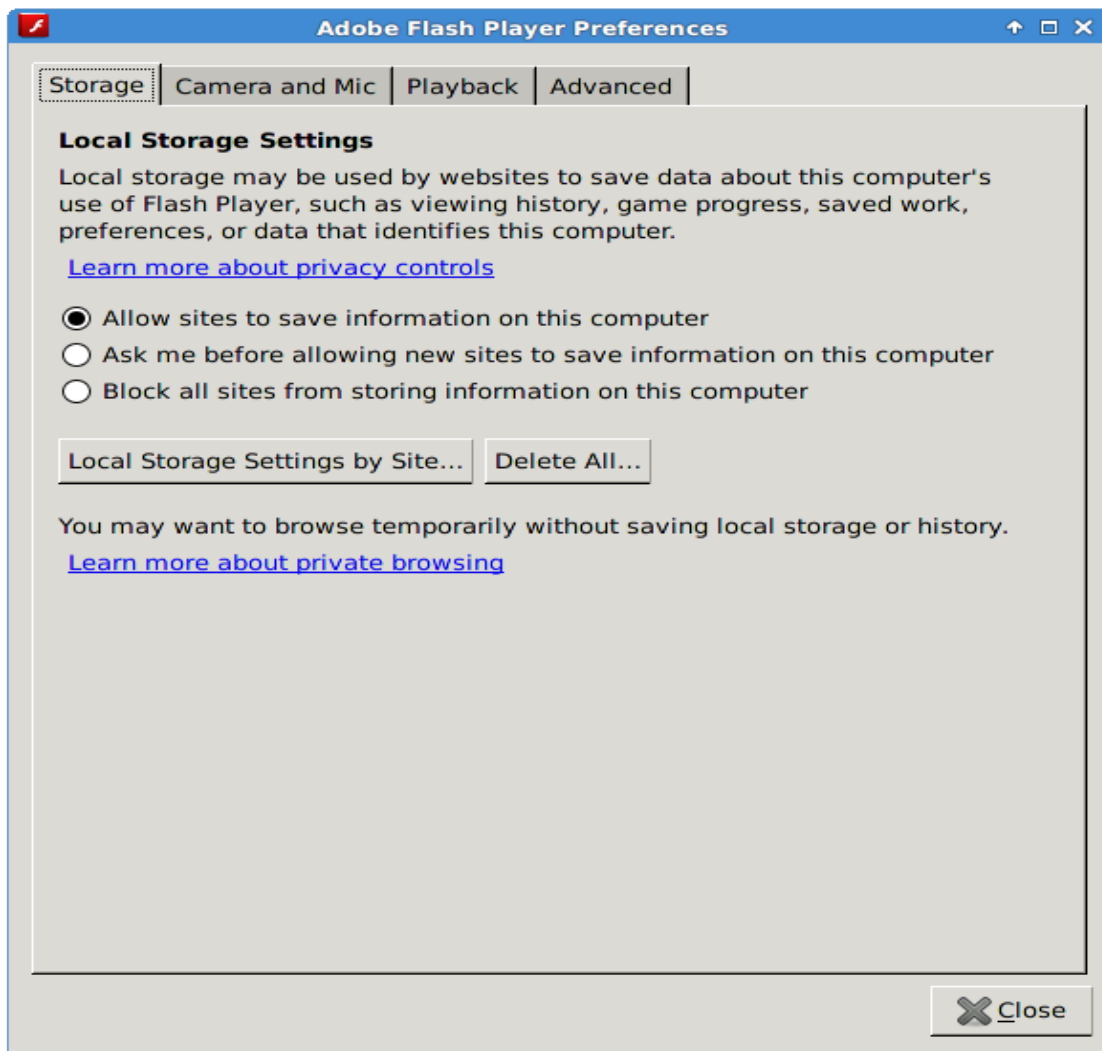 Adobe Flash Player Preferences
Storage
Camera and Mic
Playback
Advanced
Local Storage Settings
Local storage may be used by websites to save data about this computer's
use of Flash Player, such as viewing history, game progress, saved work,
preferences, or data that identifies this computer.
Learn more about privacy controls
Allow sites to save information on this computer
Ask me before allowing new sites to save information on this computer
Block all sites from storing information on this computer
Local Storage Settings by Site...
Delete All...
You may want to browse temporarily without saving local storage or history.
Learn more about private browsing
Close